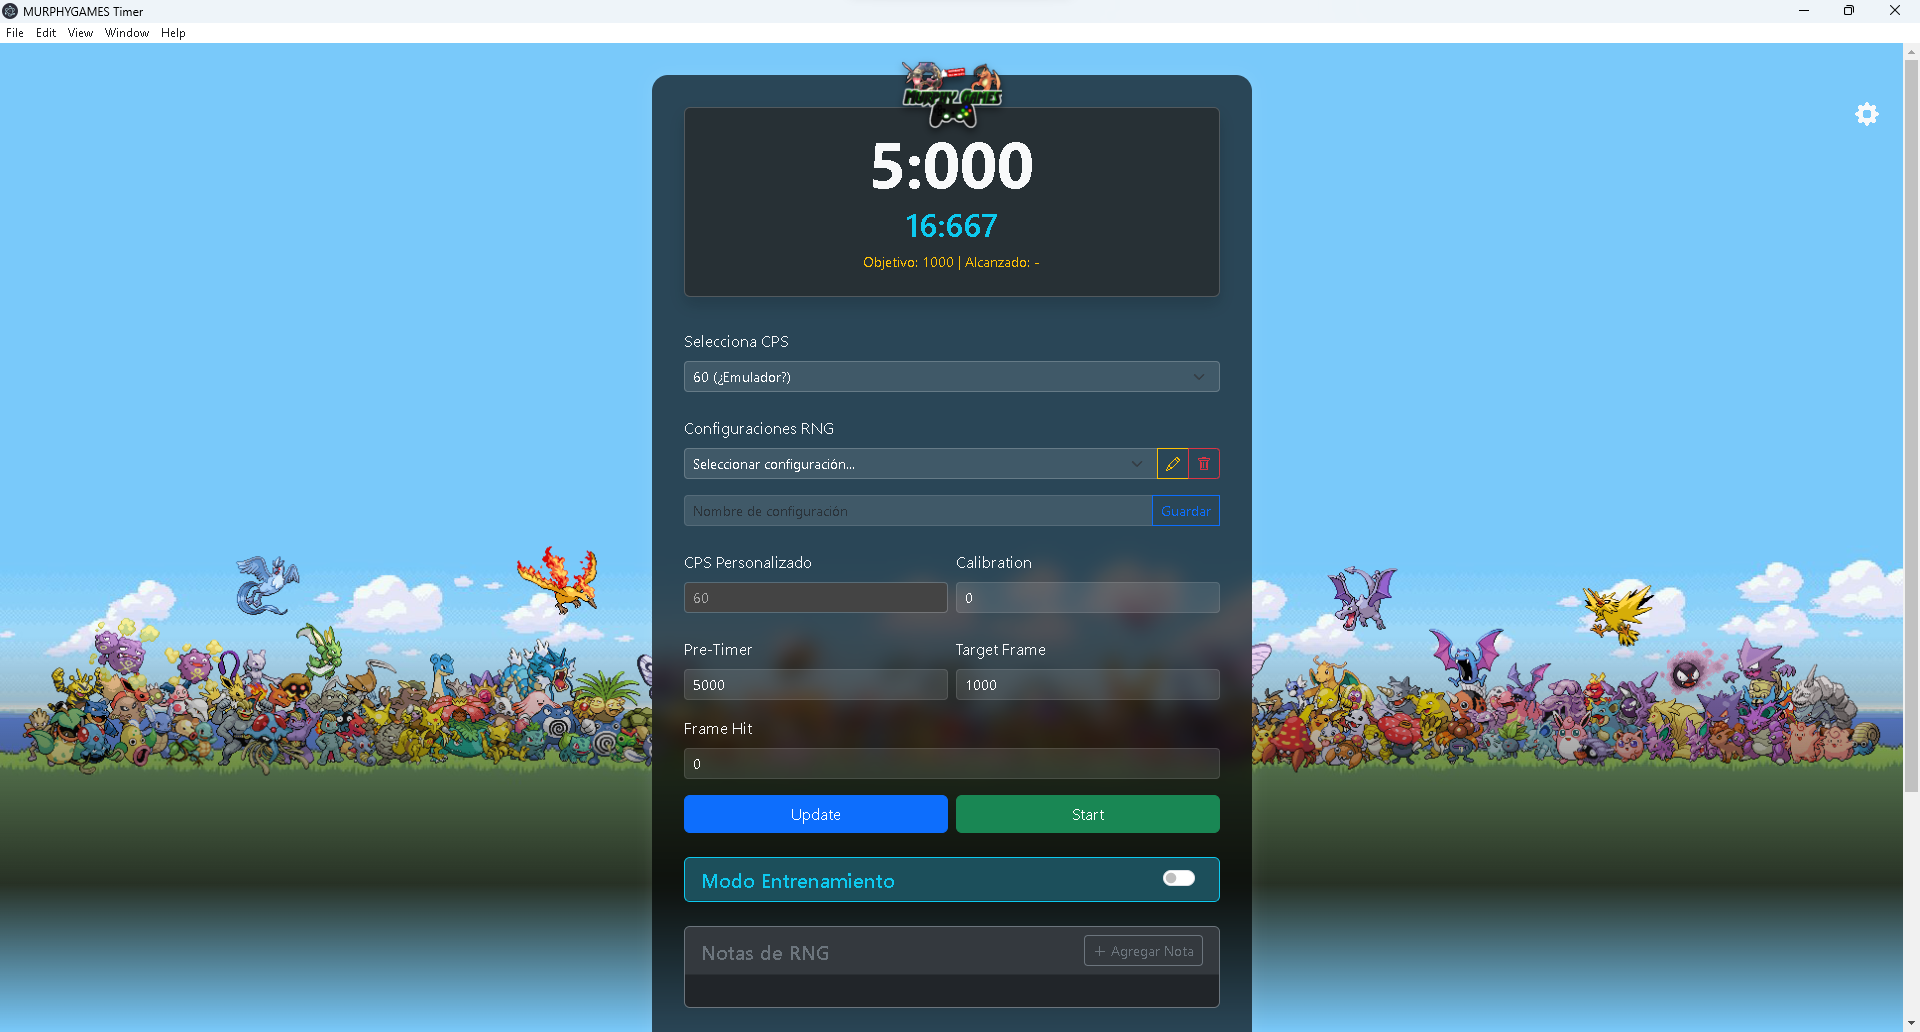 MURPHYGAMES Timer
File Edit View Window Help
MURPHY GAMES
5:000
16:667
Objetivo: 1000 | Alcanzado: -
Selecciona CPS
60 (¿Emulador?)
Configuraciones RNG
Seleccionar configuración...
Nombre de configuración Guardar
CPS Personalizado Calibration
60 0
Pre-Timer Target Frame
5000 1000
Frame Hit
0
Update Start
Modo Entrenamiento
Notas de RNG + Agregar Nota